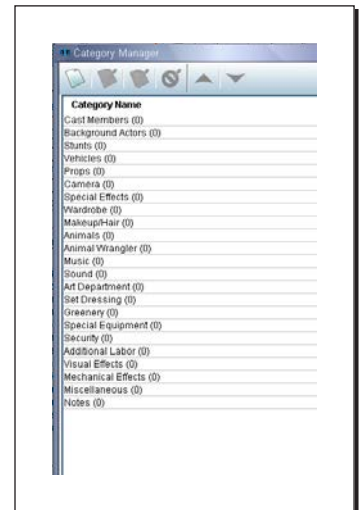 Category Manager
Category Name
Cast Members (0)
Background Actors (0)
Stunts (0)
Vehicles (0)
Props (0)
Camera (0)
Special Effects (0)
Wardrobe (0)
Makeup/Hair (0)
Animals (0)
Animal Wrangler (0)
Music (0)
Sound (0)
Art Department (0)
Set Dressing (0)
Greenery (0)
Special Equipment (0)
Security (0)
Additional Labor (0)
Visual Effects (0)
Mechanical Effects (0)
Miscellaneous (0)
Notes (0)